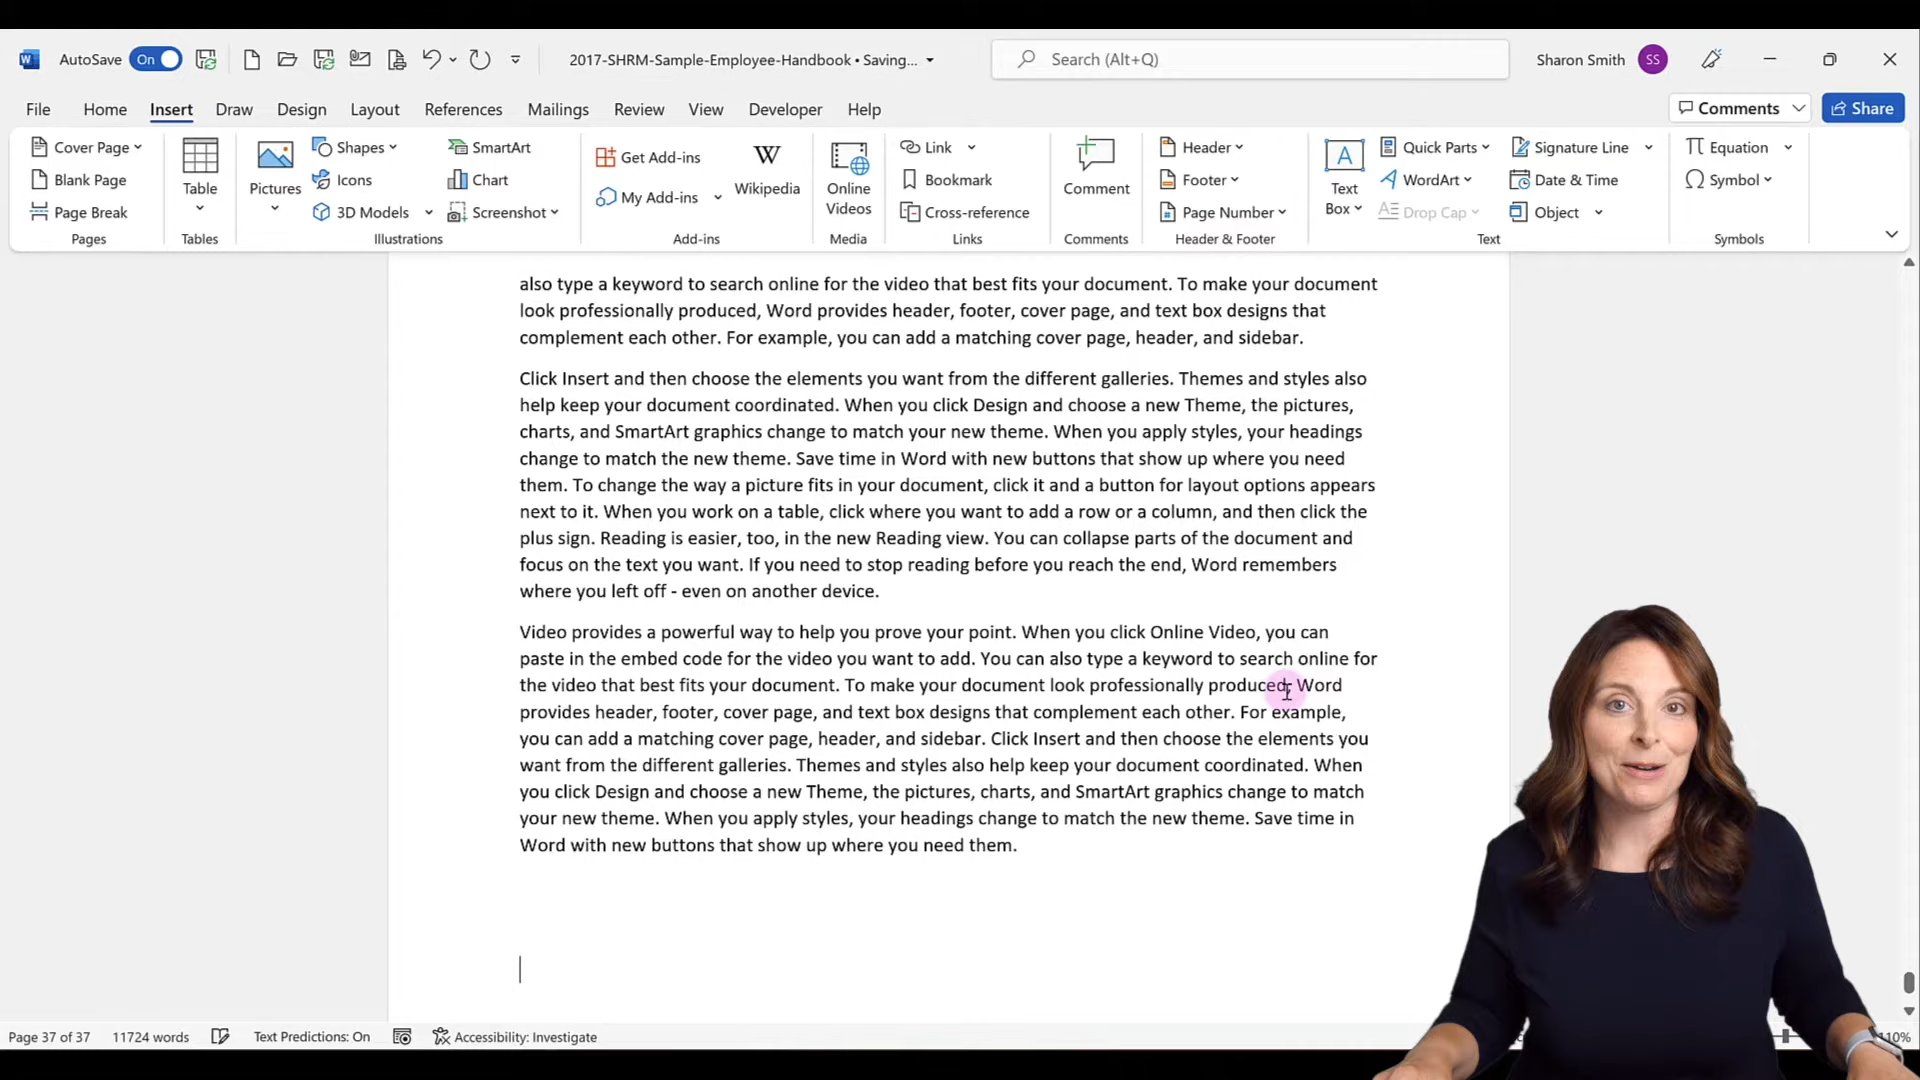 AutoSave On 2017-SHRM-Sample-Employee-Handbook • Saving... Search (Alt+Q) Sharon Smith SS
File Home Insert Draw Design Layout References Mailings Review View Developer Help Comments Share
Cover Page
Blank Page
Page Break
Pages
Table
Tables
Pictures
Shapes
Icons
3D Models
SmartArt
Chart
Screenshot
Illustrations
Get Add-ins
My Add-ins
Wikipedia
Add-ins
Online
Videos
Media
Link
Bookmark
Cross-reference
Links
Comment
Comments
Header
Footer
Page Number
Header & Footer
Text
Box
Quick Parts
WordArt
Drop Cap
Signature Line
Date & Time
Object
Text
Equation
Symbol
Symbols
also type a keyword to search online for the video that best fits your document. To make your document
look professionally produced, Word provides header, footer, cover page, and text box designs that
complement each other. For example, you can add a matching cover page, header, and sidebar.
Click Insert and then choose the elements you want from the different galleries. Themes and styles also
help keep your document coordinated. When you click Design and choose a new Theme, the pictures,
charts, and SmartArt graphics change to match your new theme. When you apply styles, your headings
change to match the new theme. Save time in Word with new buttons that show up where you need
them. To change the way a picture fits in your document, click it and a button for layout options appears
next to it. When you work on a table, click where you want to add a row or a column, and then click the
plus sign. Reading is easier, too, in the new Reading view. You can collapse parts of the document and
focus on the text you want. If you need to stop reading before you reach the end, Word remembers
where you left off - even on another device.
Video provides a powerful way to help you prove your point. When you click Online Video, you can
paste in the embed code for the video you want to add. You can also type a keyword to search online for
the video that best fits your document. To make your document look professionally produced, Word
provides header, footer, cover page, and text box designs that complement each other. For example,
you can add a matching cover page, header, and sidebar. Click Insert and then choose the elements you
want from the different galleries. Themes and styles also help keep your document coordinated. When
you click Design and choose a new Theme, the pictures, charts, and SmartArt graphics change to match
your new theme. When you apply styles, your headings change to match the new theme. Save time in
Word with new buttons that show up where you need them.
Page 37 of 37 11724 words Text Predictions: On Accessibility: Investigate 110%